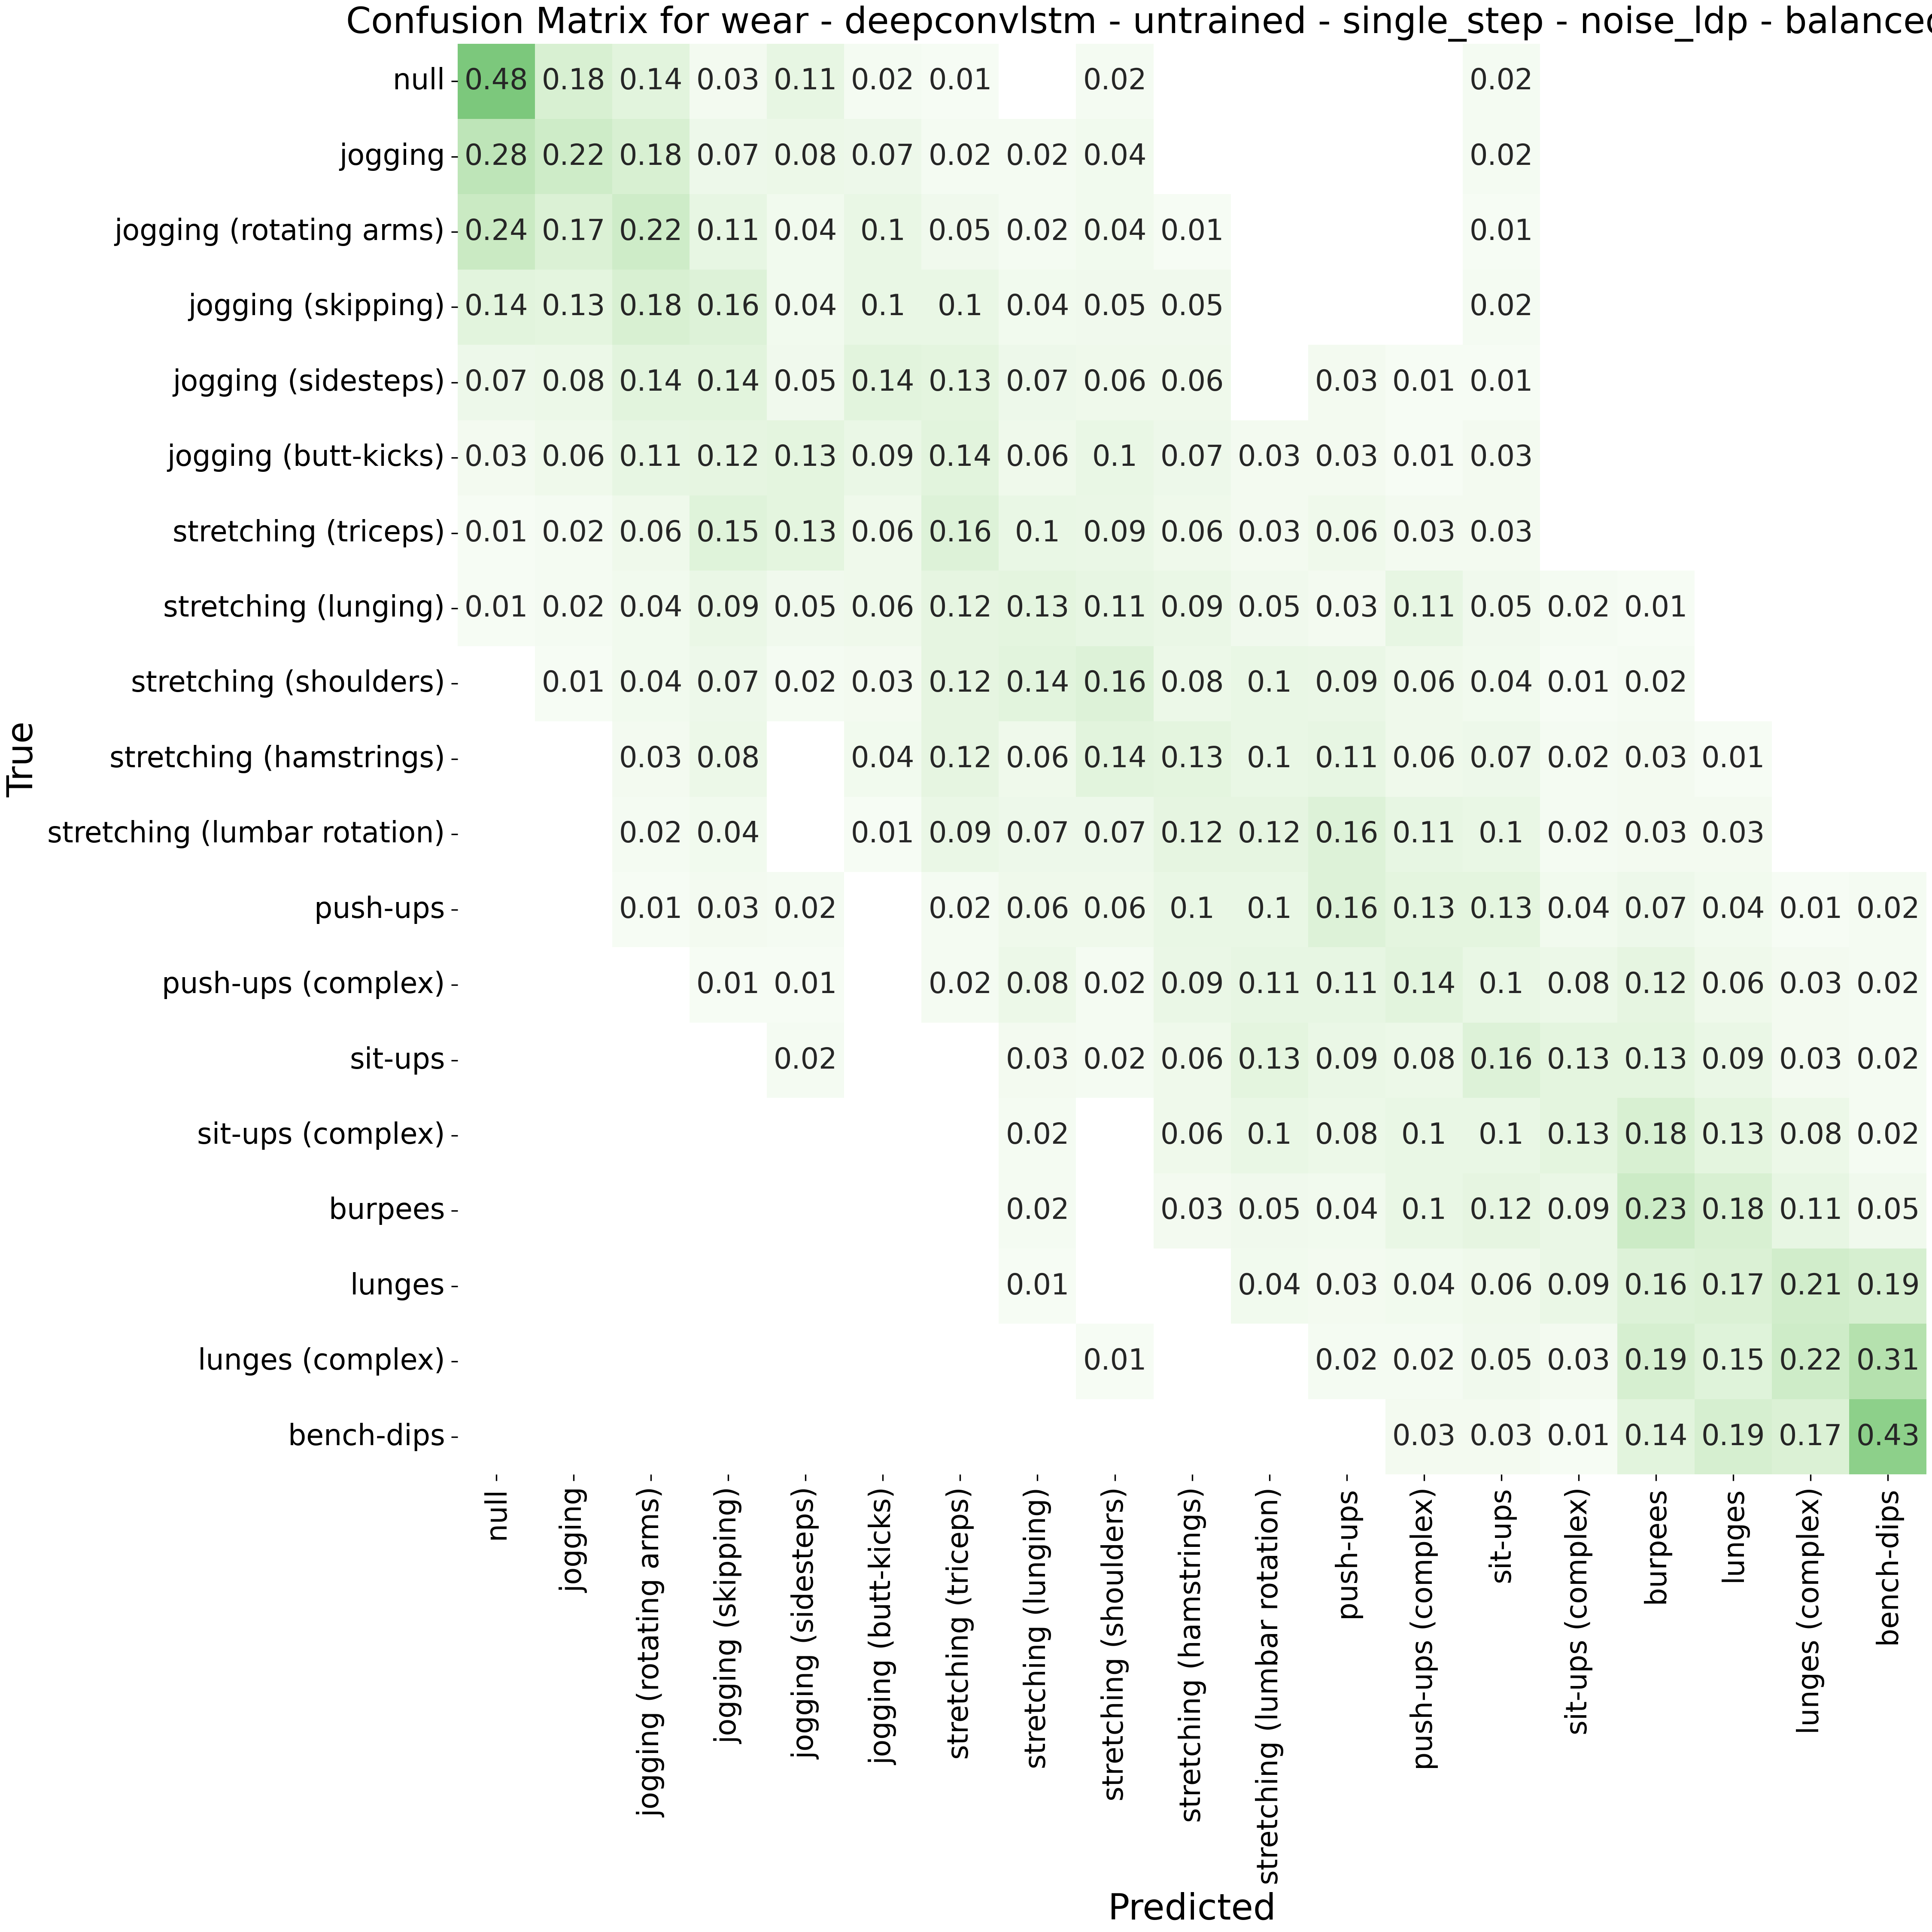 Confusion Matrix for wear - deepconvlstm - untrained - single_step - noise_ldp - balanced
null 0.48 0.18 0.14 0.03 0.11 0.02 0.01 0.02 0.02
jogging 0.28 0.22 0.18 0.07 0.08 0.07 0.02 0.02 0.04 0.02
jogging (rotating arms) 0.24 0.17 0.22 0.11 0.04 0.1 0.05 0.02 0.04 0.01 0.01
jogging (skipping) 0.14 0.13 0.18 0.16 0.04 0.1 0.1 0.04 0.05 0.05 0.02
jogging (sidesteps) 0.07 0.08 0.14 0.14 0.05 0.14 0.13 0.07 0.06 0.06 0.03 0.01 0.01
jogging (butt-kicks) 0.03 0.06 0.11 0.12 0.13 0.09 0.14 0.06 0.1 0.07 0.03 0.03 0.01 0.03
stretching (triceps) 0.01 0.02 0.06 0.15 0.13 0.06 0.16 0.1 0.09 0.06 0.03 0.06 0.03 0.03
stretching (lunging) 0.01 0.02 0.04 0.09 0.05 0.06 0.12 0.13 0.11 0.09 0.05 0.03 0.11 0.05 0.02 0.01
stretching (shoulders) 0.01 0.04 0.07 0.02 0.03 0.12 0.14 0.16 0.08 0.1 0.09 0.06 0.04 0.01 0.02
stretching (hamstrings) 0.03 0.08 0.04 0.12 0.06 0.14 0.13 0.1 0.11 0.06 0.07 0.02 0.03 0.01
stretching (lumbar rotation) 0.02 0.04 0.01 0.09 0.07 0.07 0.12 0.12 0.16 0.11 0.1 0.02 0.03 0.03
push-ups 0.01 0.03 0.02 0.02 0.06 0.06 0.1 0.1 0.16 0.13 0.13 0.04 0.07 0.04 0.01 0.02
push-ups (complex) 0.01 0.01 0.02 0.08 0.02 0.09 0.11 0.11 0.14 0.1 0.08 0.12 0.06 0.03 0.02
sit-ups 0.02 0.03 0.02 0.06 0.13 0.09 0.08 0.16 0.13 0.13 0.09 0.03 0.02
sit-ups (complex) 0.02 0.06 0.1 0.08 0.1 0.1 0.13 0.18 0.13 0.08 0.02
burpees 0.02 0.03 0.05 0.04 0.1 0.12 0.09 0.23 0.18 0.11 0.05
lunges 0.01 0.04 0.03 0.04 0.06 0.09 0.16 0.17 0.21 0.19
lunges (complex) 0.01 0.02 0.02 0.05 0.03 0.19 0.15 0.22 0.31
bench-dips 0.03 0.03 0.01 0.14 0.19 0.17 0.43
True
null
jogging
jogging (rotating arms)
jogging (skipping)
jogging (sidesteps)
jogging (butt-kicks)
stretching (triceps)
stretching (lunging)
stretching (shoulders)
stretching (hamstrings)
stretching (lumbar rotation)
push-ups
push-ups (complex)
sit-ups
sit-ups (complex)
burpees
lunges
lunges (complex)
bench-dips
Predicted